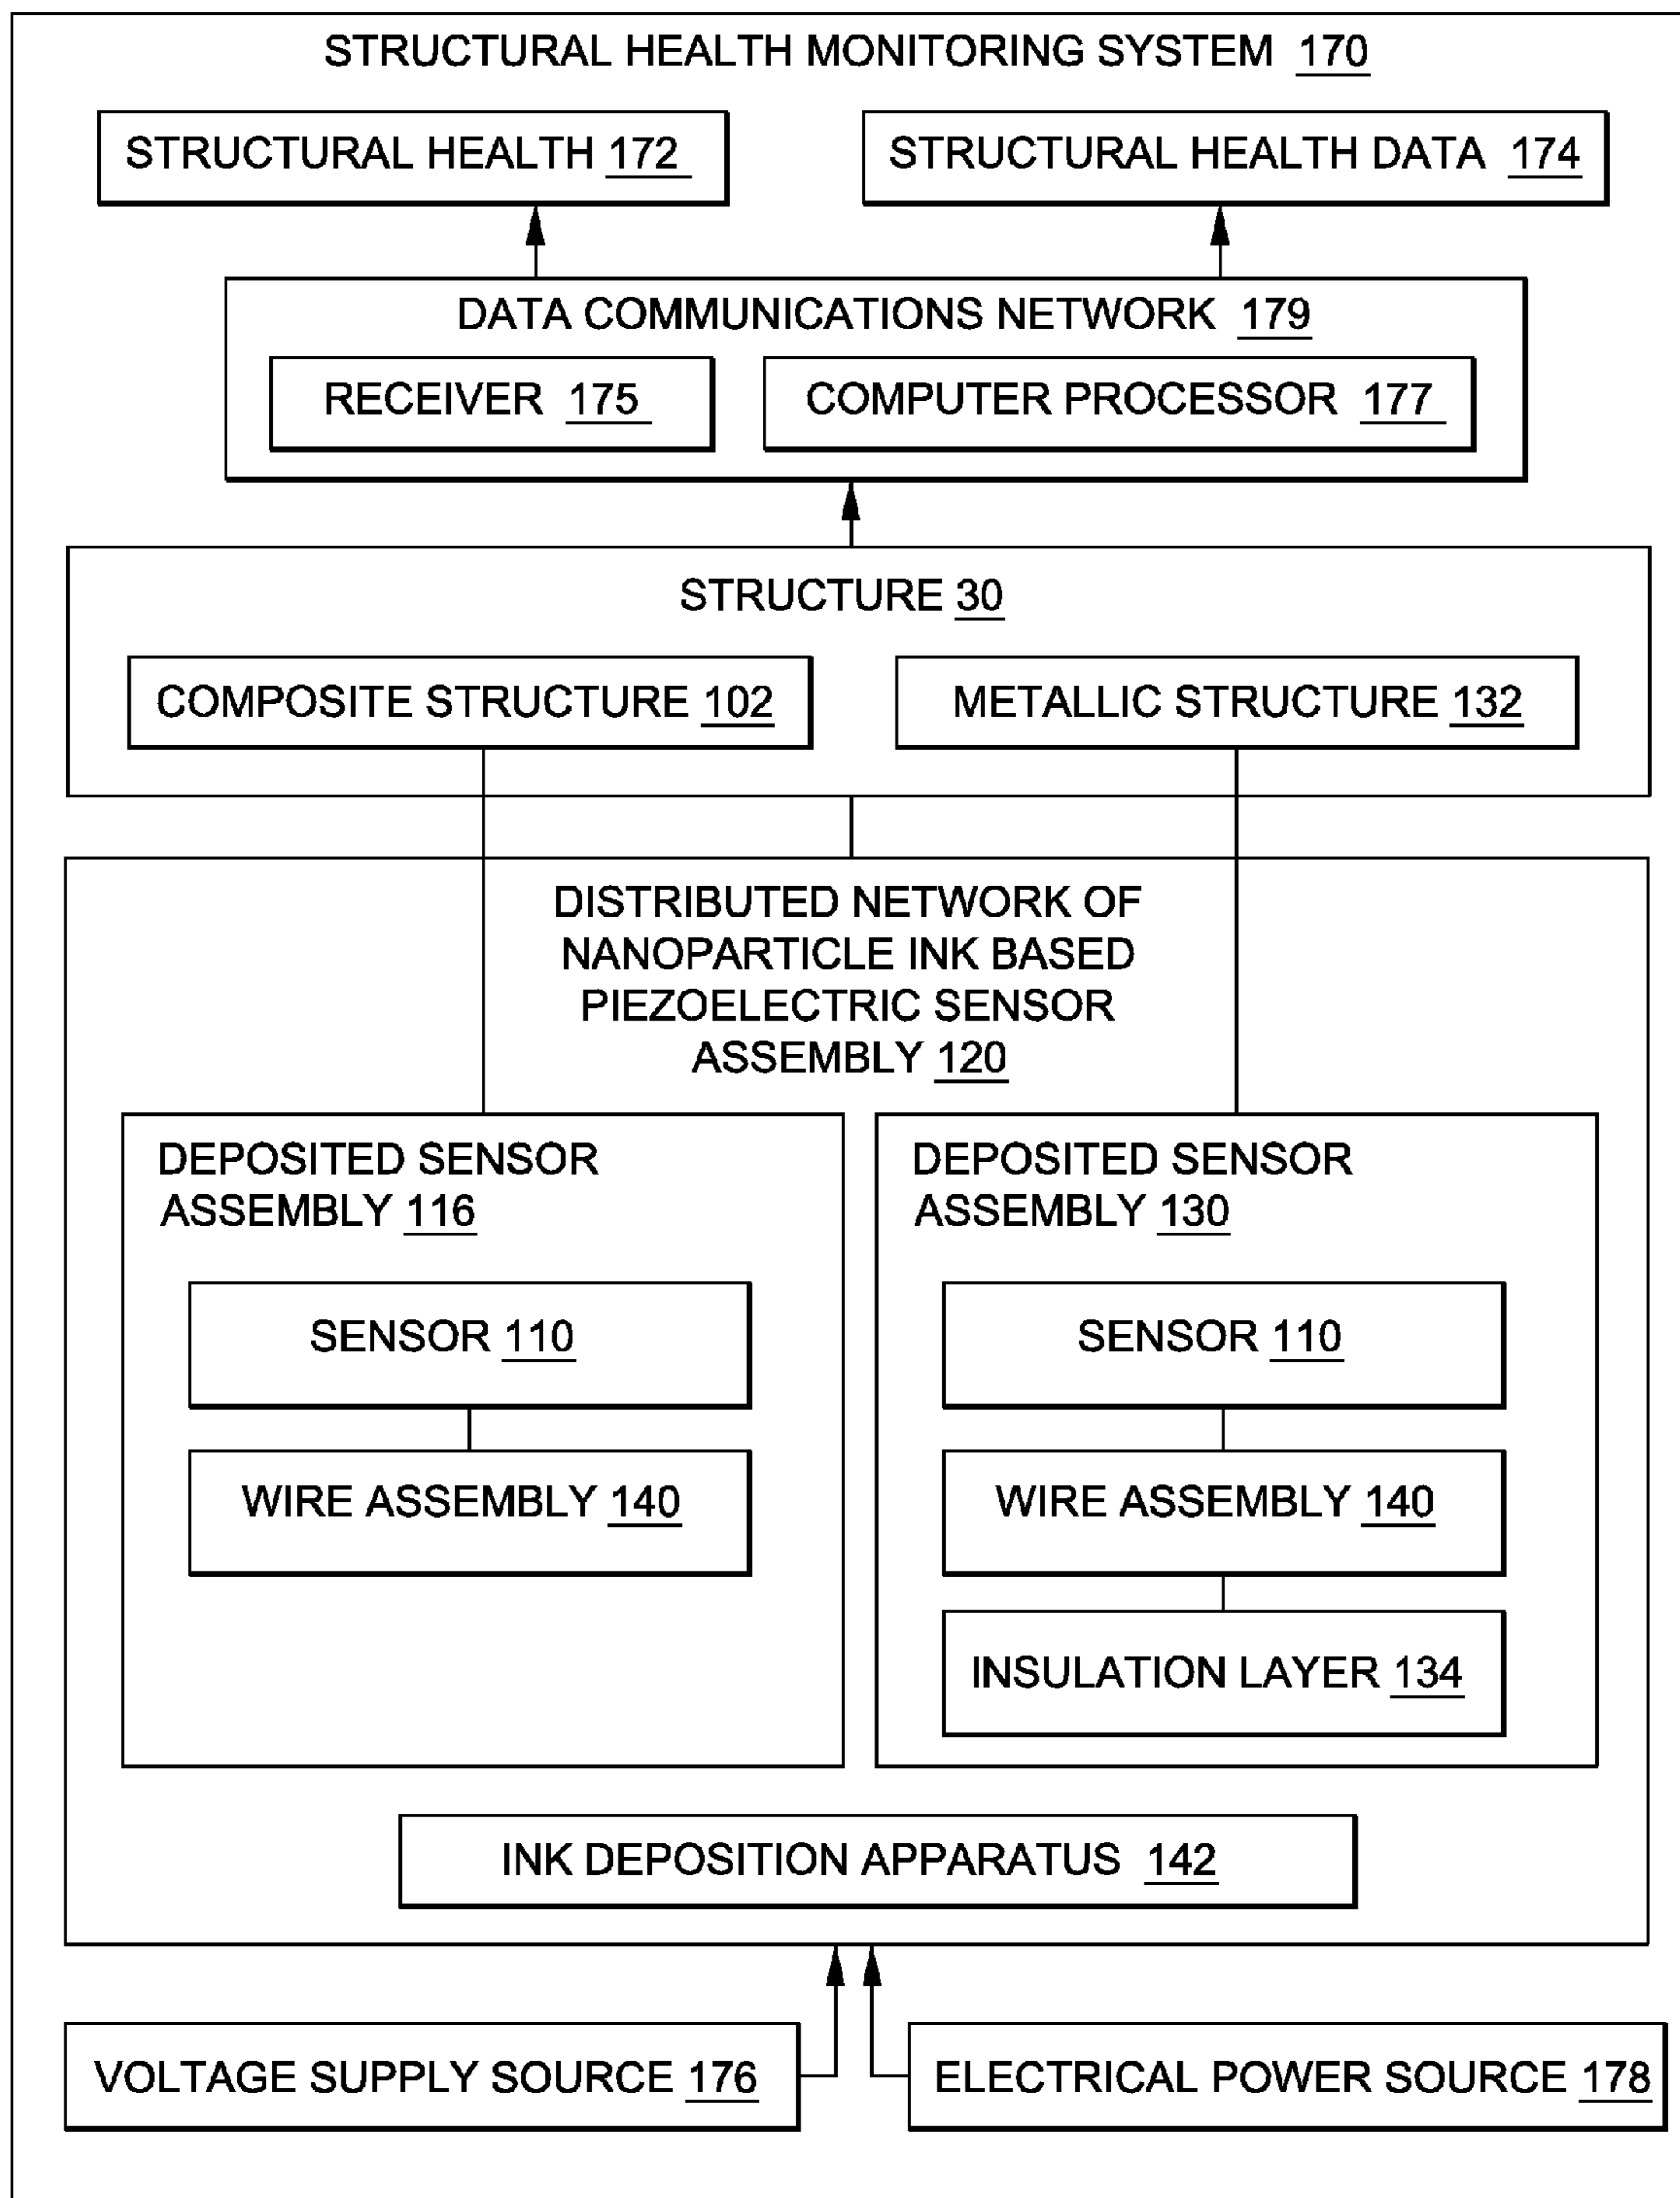 STRUCTURAL HEALTH MONITORING SYSTEM 170
STRUCTURAL HEALTH 172
STRUCTURAL HEALTH DATA 174
DATA COMMUNICATIONS NETWORK 179
RECEIVER 175
COMPUTER PROCESSOR 177
STRUCTURE 30
COMPOSITE STRUCTURE 102
METALLIC STRUCTURE 132
DISTRIBUTED NETWORK OF
NANOPARTICLE INK BASED
PIEZOELECTRIC SENSOR
ASSEMBLY 120
DEPOSITED SENSOR
ASSEMBLY 116
SENSOR 110
WIRE ASSEMBLY 140
DEPOSITED SENSOR
ASSEMBLY 130
SENSOR 110
WIRE ASSEMBLY 140
INSULATION LAYER 134
INK DEPOSITION APPARATUS 142
VOLTAGE SUPPLY SOURCE 176
ELECTRICAL POWER SOURCE 178